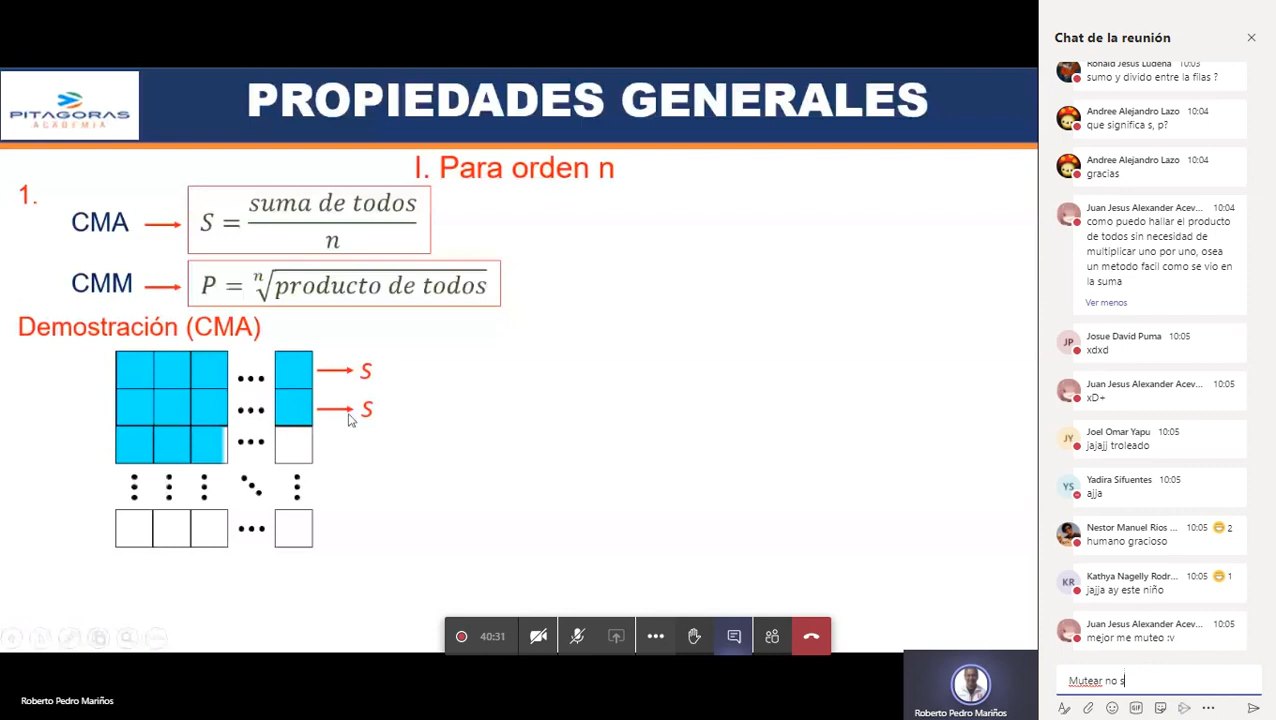 PITAGORAS
ACADEMIA
PROPIEDADES GENERALES
I. Para orden n
1.
CMA
S = suma de todos / n
CMM
P = ⁿ√producto de todos
Demostración (CMA)
S
S
40:31
Roberto Pedro Mariños
Roberto Pedro Mariños
Chat de la reunión
Ronald Jesus Ludeña 10:03
sumo y divido entre la filas ?
Andree Alejandro Lazo 10:04
que significa s, p?
Andree Alejandro Lazo 10:04
gracias
Juan Jesus Alexander Acev... 10:04
como puedo hallar el producto
de todos sin necesidad de
multiplicar uno por uno, osea
un metodo facil como se vio en
la suma
Ver menos
JP
Josue David Puma 10:05
xdxd
Juan Jesus Alexander Acev... 10:05
xD+
JY
Joel Omar Yapu 10:05
jajajj troleado
YS
Yadira Sifuentes 10:05
ajja
Nestor Manuel Rios ... 10:05 2
humano gracioso
KR
Kathya Nagelly Rodr... 10:05 1
jajja ay este niño
Juan Jesus Alexander Acev... 10:05
mejor me muteo :v
Mutear no s
GIF